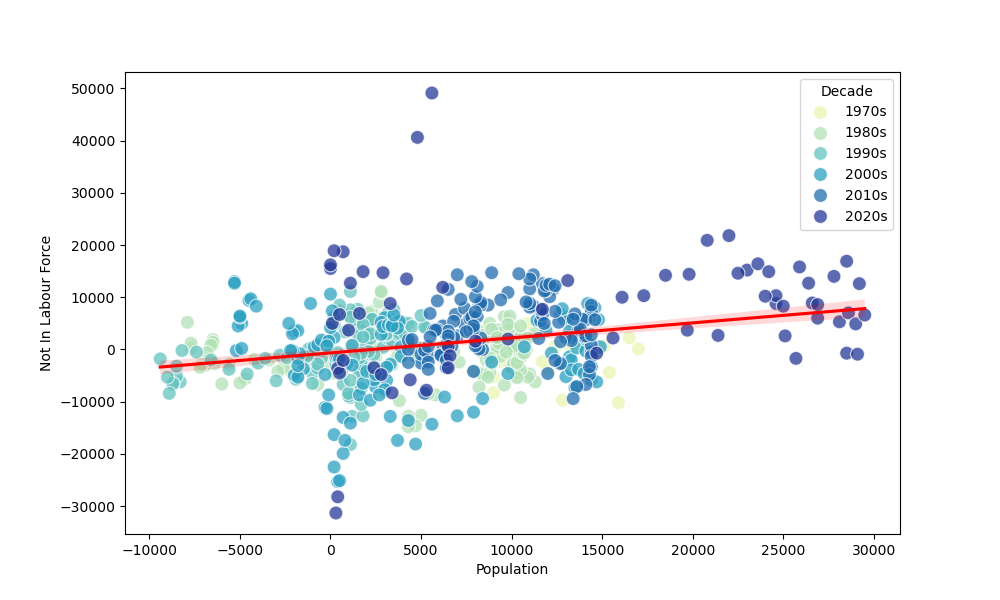 50000
40000
30000
20000
10000
0
−10000
−20000
−30000
Not In Labour Force
−10000 −5000 0 5000 10000 15000 20000 25000 30000
Population
Decade
1970s
1980s
1990s
2000s
2010s
2020s